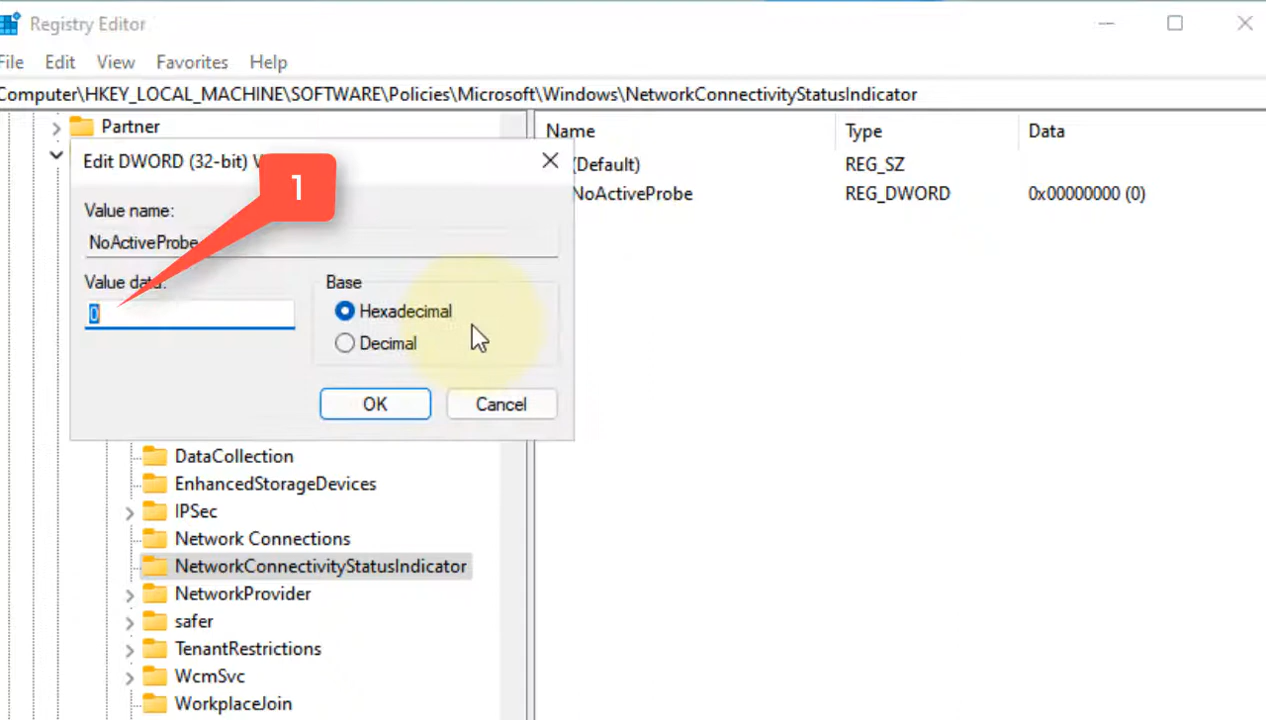 Registry Editor
File Edit View Favorites Help
Computer\HKEY_LOCAL_MACHINE\SOFTWARE\Policies\Microsoft\Windows\NetworkConnectivityStatusIndicator
Partner
Name Type Data
(Default) REG_SZ
NoActiveProbe REG_DWORD 0x00000000 (0)
Edit DWORD (32-bit)
1
Value name:
NoActiveProbe
Value data:
0
Base
Hexadecimal
Decimal
OK Cancel
DataCollection
EnhancedStorageDevices
IPSec
Network Connections
NetworkConnectivityStatusIndicator
NetworkProvider
safer
TenantRestrictions
WcmSvc
WorkplaceJoin